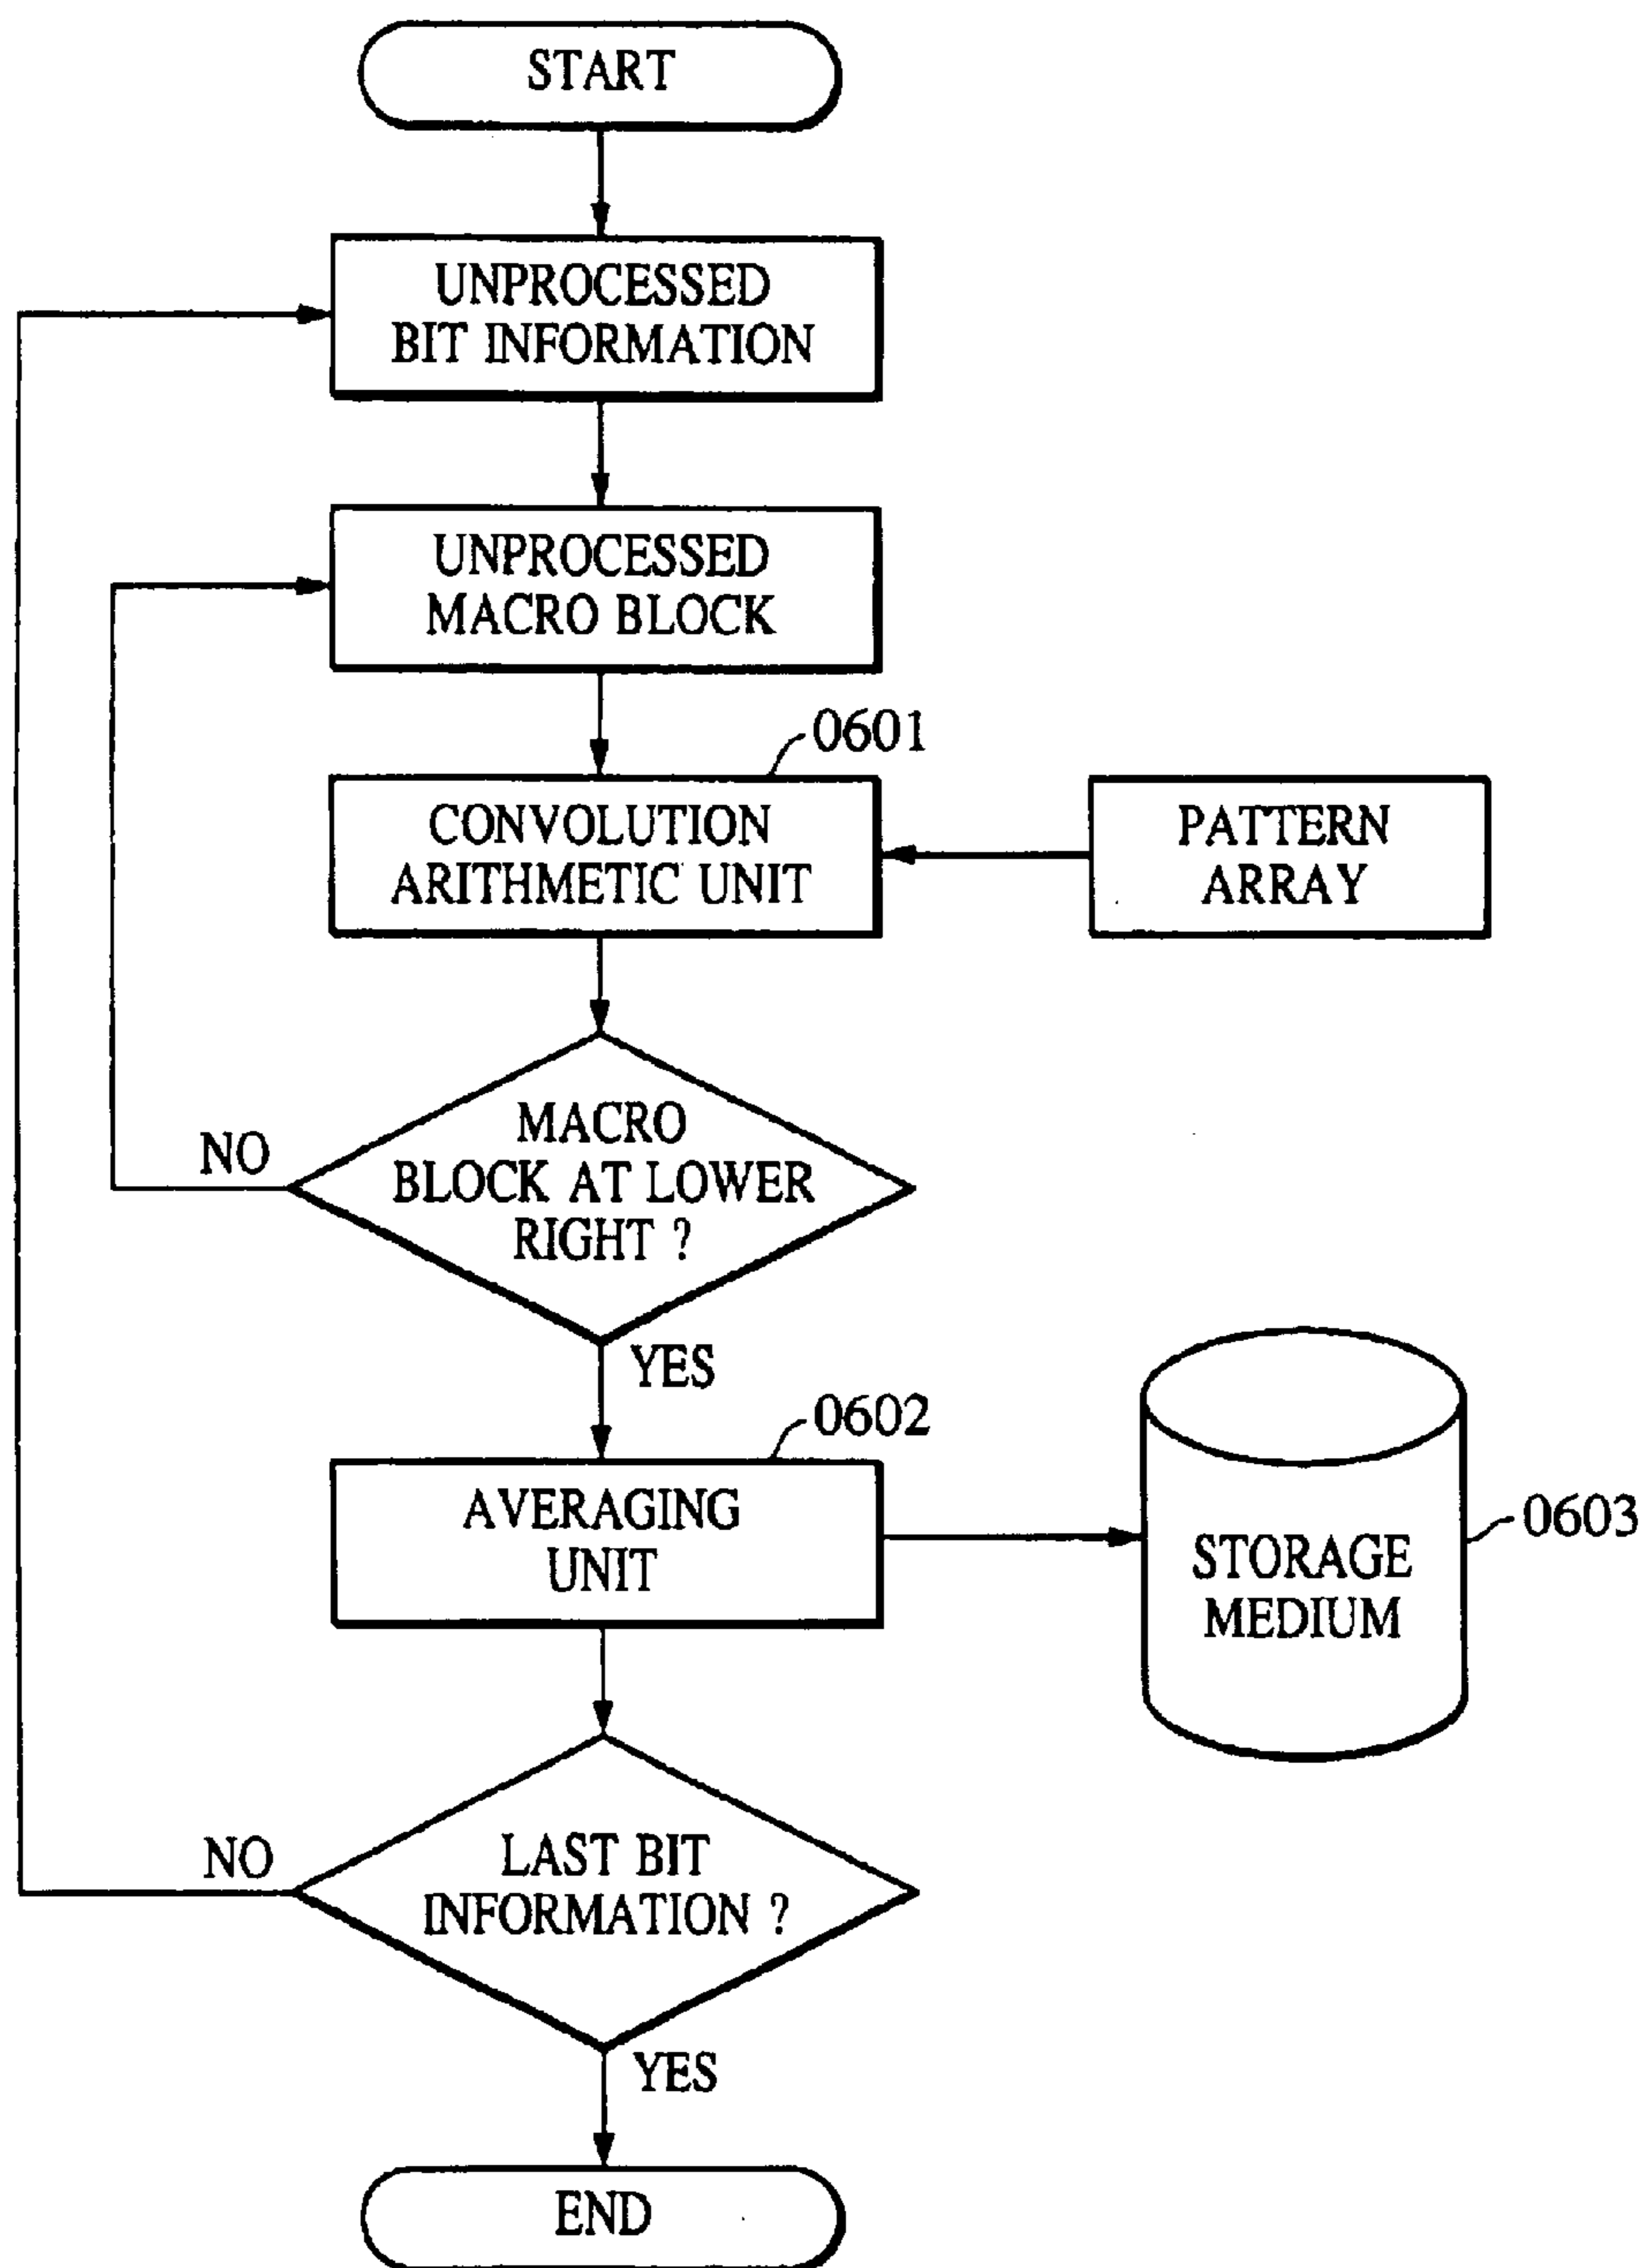 START
UNPROCESSED
BIT INFORMATION
UNPROCESSED
MACRO BLOCK
0601
CONVOLUTION
ARITHMETIC UNIT
PATTERN
ARRAY
MACRO
BLOCK AT LOWER
RIGHT ?
NO
YES
0602
AVERAGING
UNIT
0603
STORAGE
MEDIUM
LAST BIT
INFORMATION ?
NO
YES
END